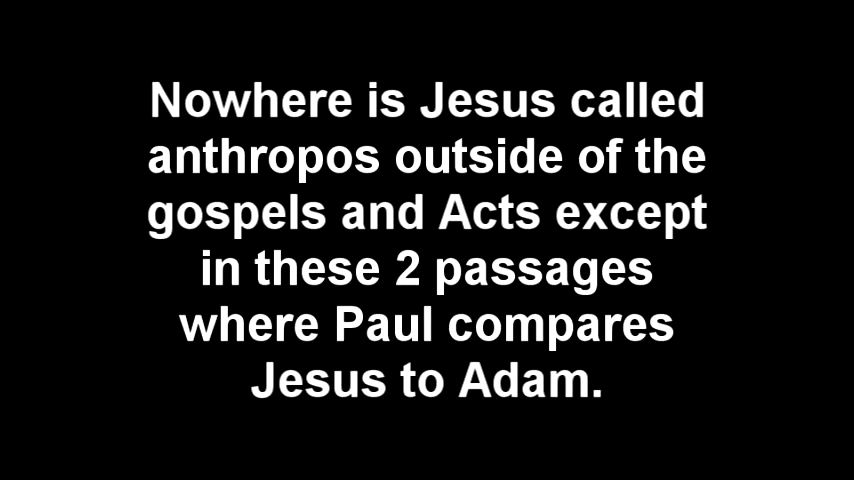 Nowhere is Jesus called
anthropos outside of the
gospels and Acts except
in these 2 passages
where Paul compares
Jesus to Adam.